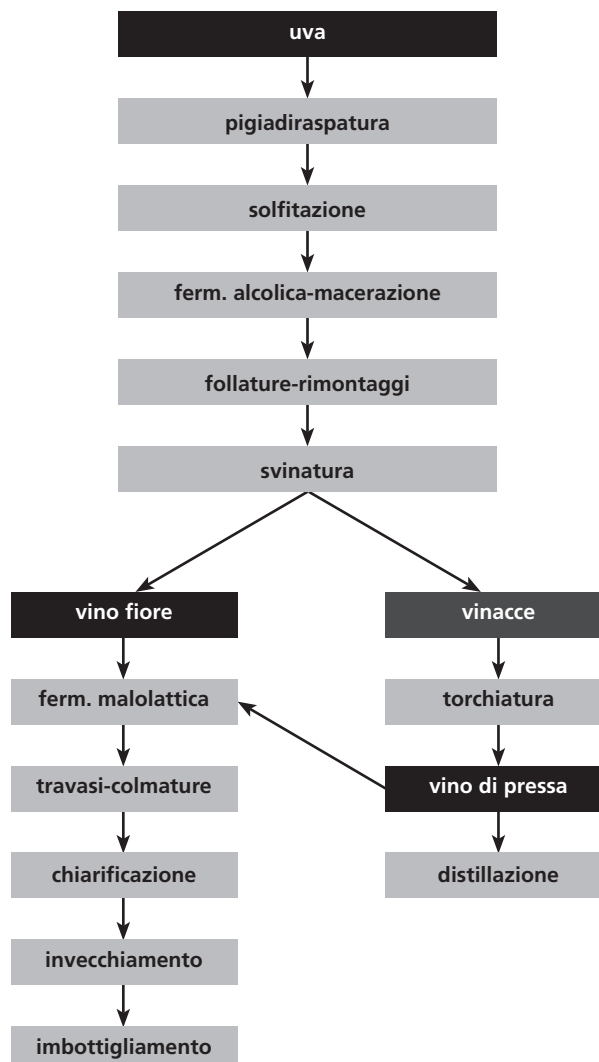 uva
pigiadiraspatura
solfitazione
ferm. alcolica-macerazione
follature-rimontaggi
svinatura
vino fiore
vinacce
ferm. malolattica
torchiatura
travasi-colmature
vino di pressa
chiarificazione
distillazione
invecchiamento
imbottigliamento